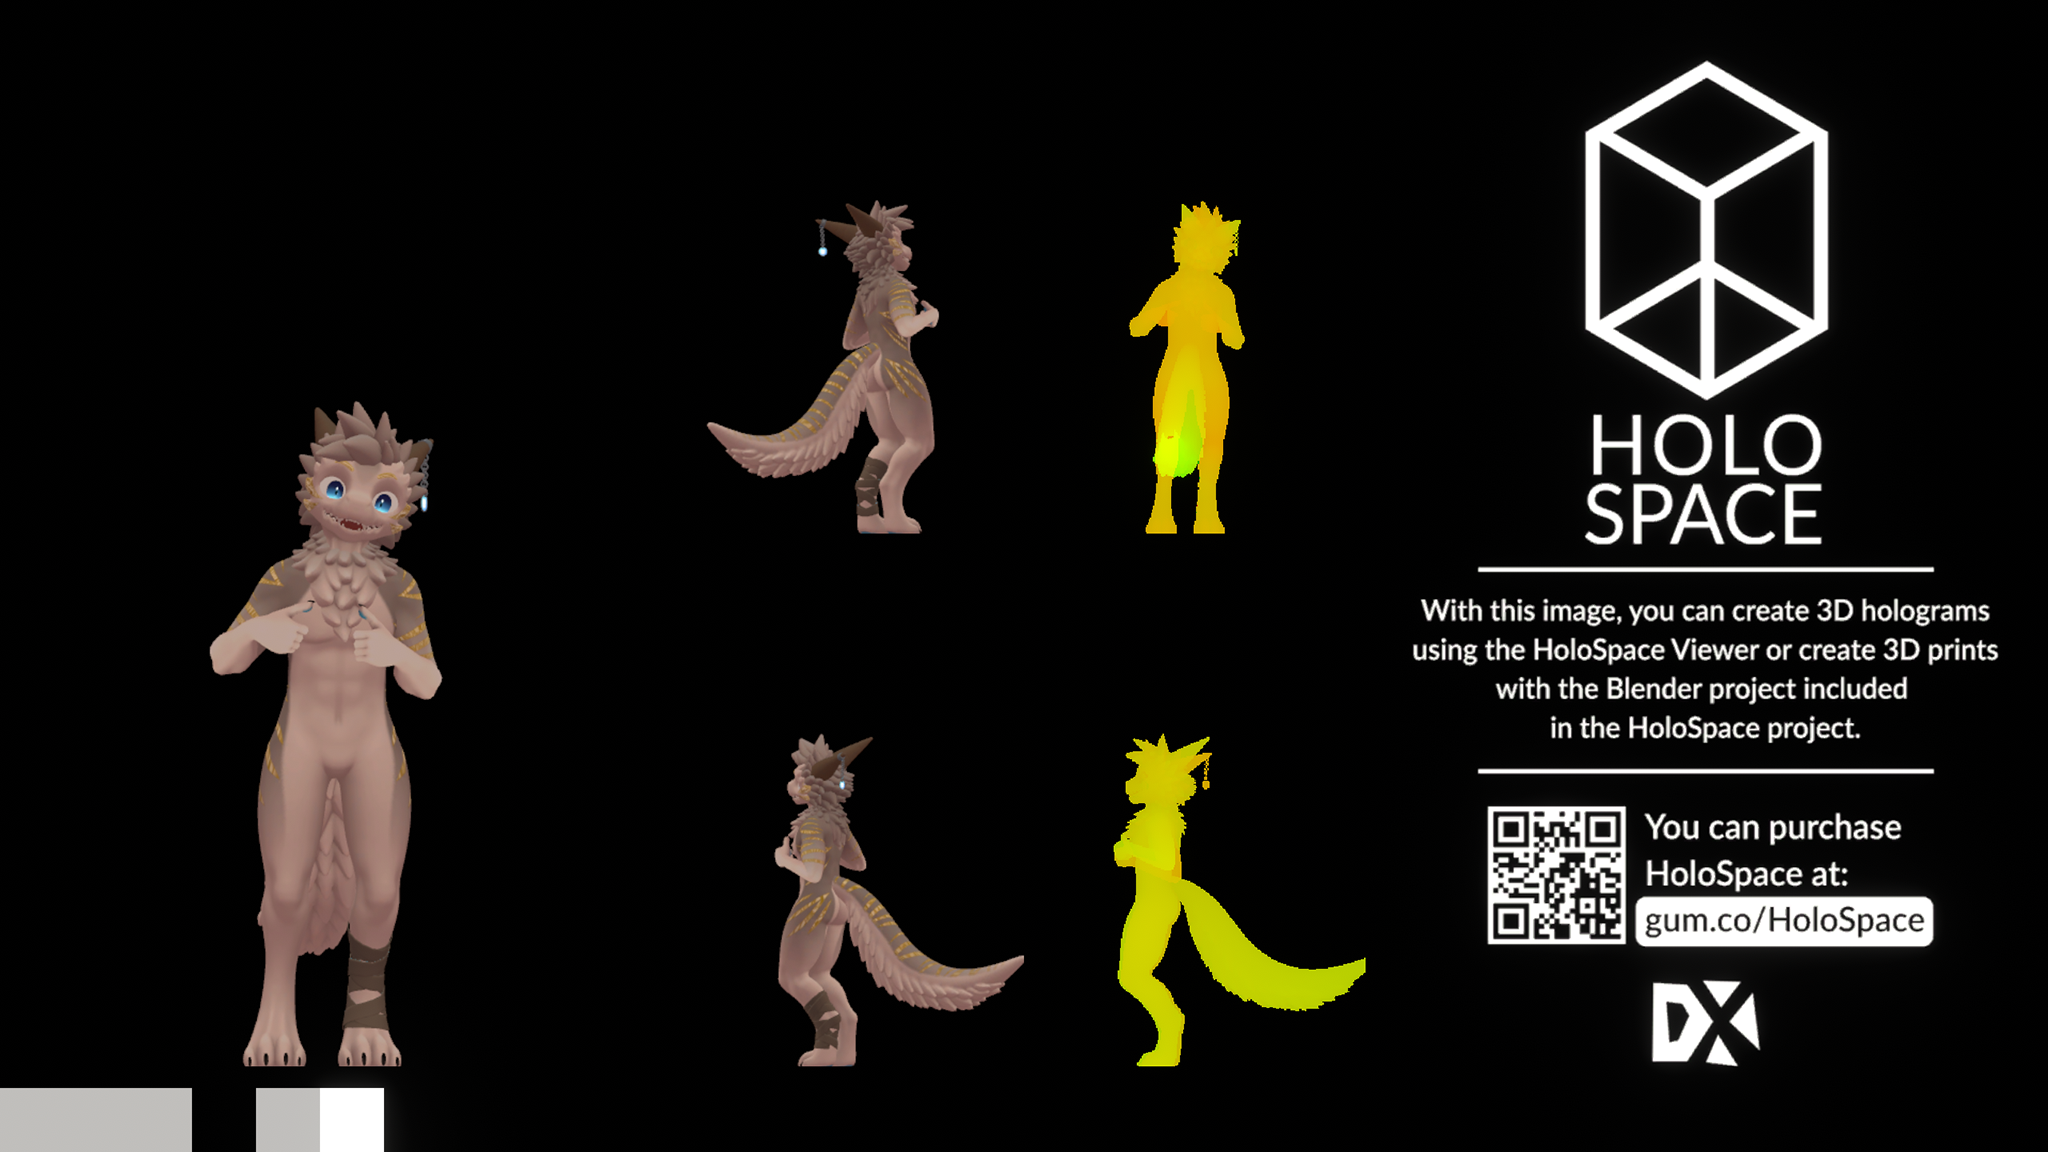 HOLO
SPACE
With this image, you can create 3D holograms
using the HoloSpace Viewer or create 3D prints
with the Blender project included
in the HoloSpace project.
You can purchase
HoloSpace at:
gum.co/HoloSpace
DX